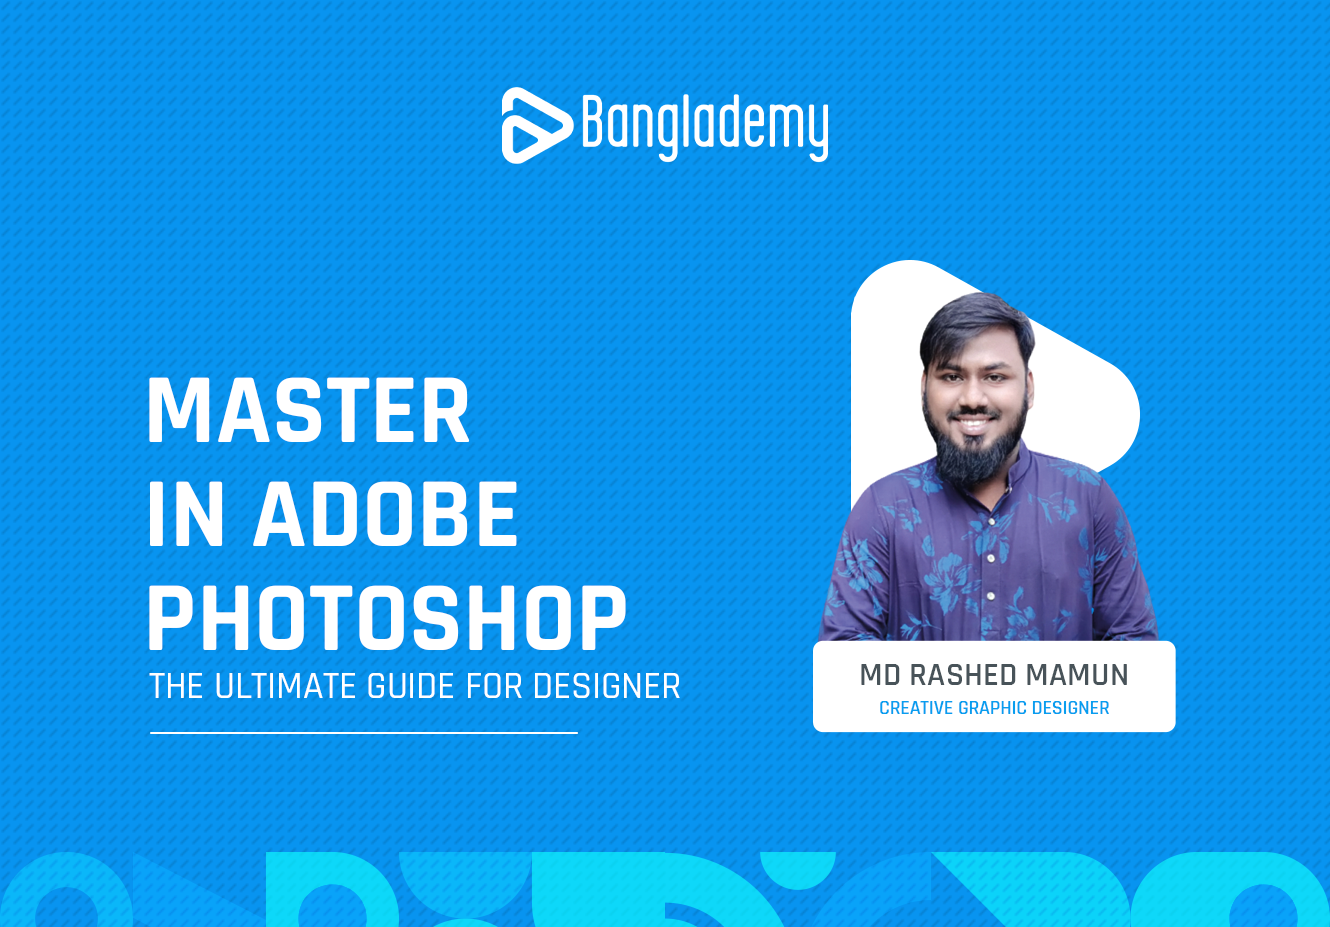 Banglademy
MASTER
IN ADOBE
PHOTOSHOP
THE ULTIMATE GUIDE FOR DESIGNER
MD RASHED MAMUN
CREATIVE GRAPHIC DESIGNER